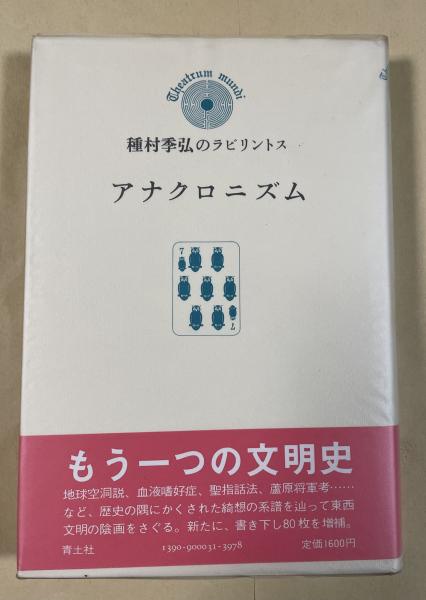 Theatrum mundi
種村季弘のラビリントス
アナクロニズム
7
7
もう一つの文明史
地球空洞説、血液嗜好症、聖指話法、蘆原将軍考……
など、歴史の隅にかくされた綺想の系譜を辿って東西
文明の陰画をさぐる。新たに、書き下し80枚を増補。
青土社
1390-900031-3978
定価1600円